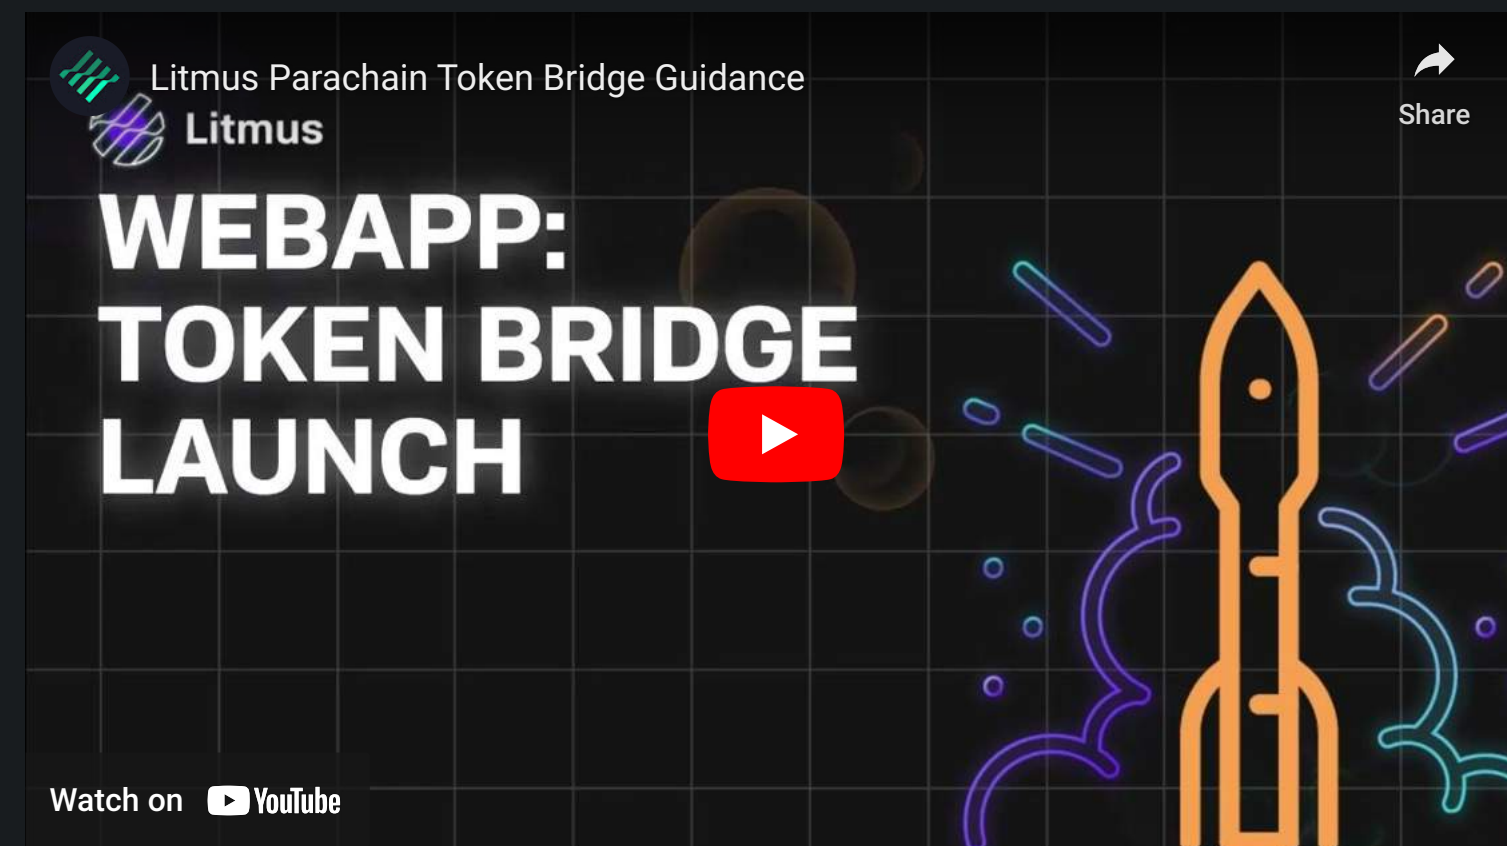 Litmus Parachain Token Bridge Guidance
Share
Litmus
WEBAPP:
TOKEN BRIDGE
LAUNCH
Watch on YouTube